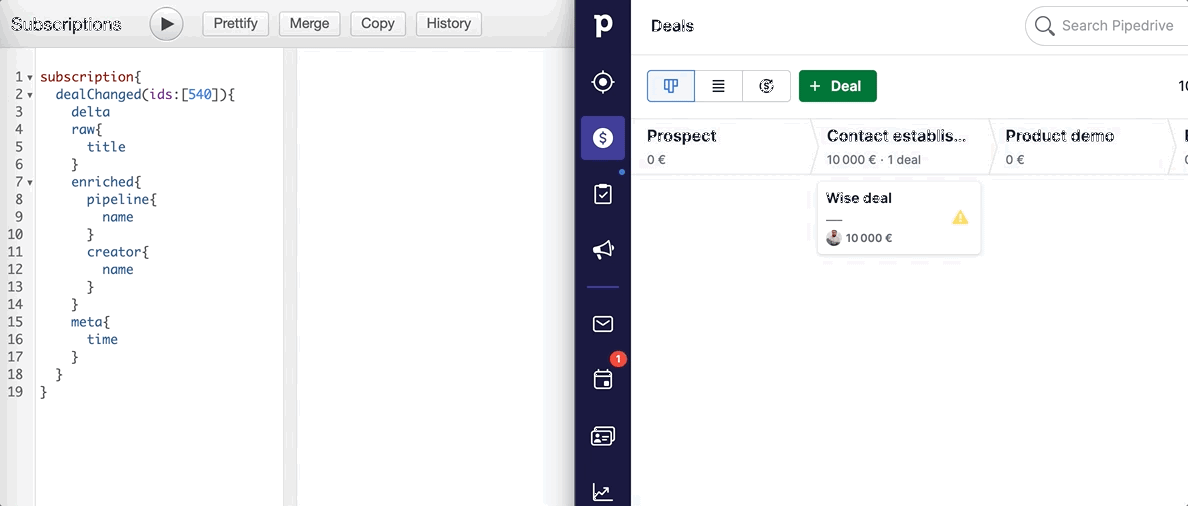 Subscriptions
Prettify
Merge
Copy
History
1 subscription{
2 dealChanged(ids:[540]){
3 delta
4 raw{
5 title
6 }
7 enriched{
8 pipeline{
9 name
10 }
11 creator{
12 name
13 }
14 }
15 meta{
16 time
17 }
18 }
19 }
p
1
Deals
Search Pipedrive
+ Deal
10
Prospect
0 €
Contact establis...
10 000 € · 1 deal
Product demo
0 €
Wise deal
—
10 000 €